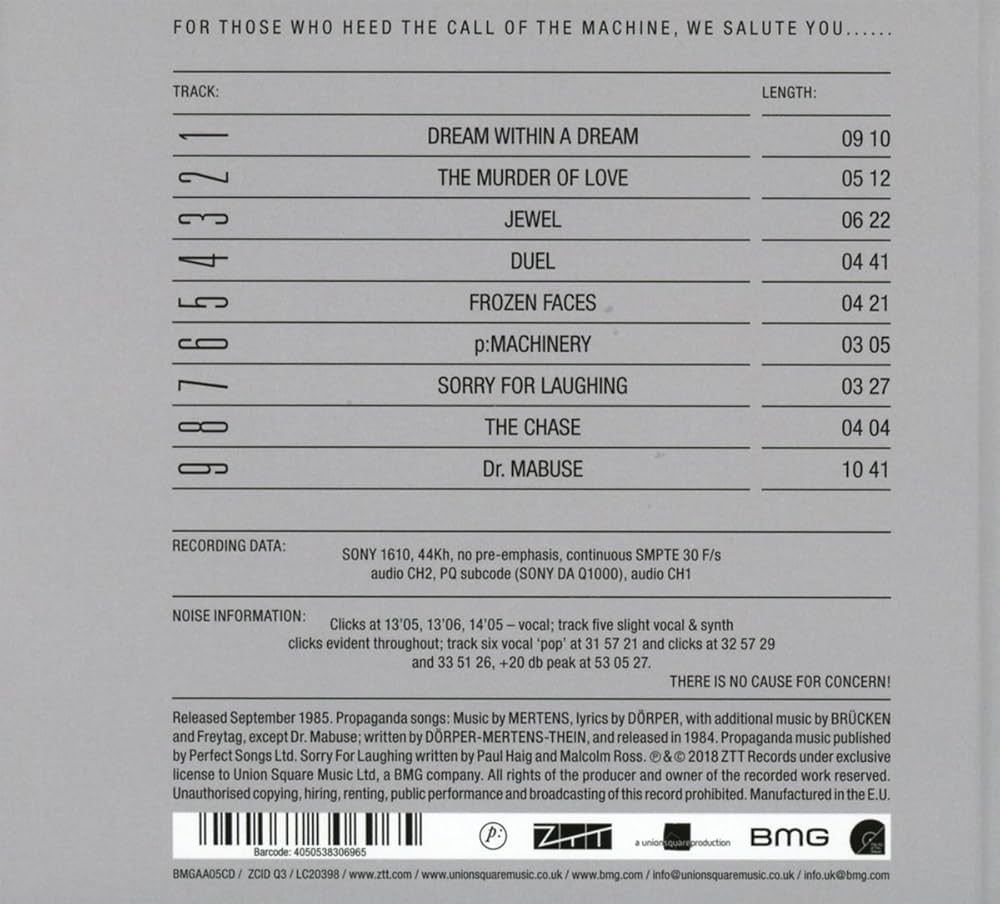 FOR THOSE WHO HEED THE CALL OF THE MACHINE, WE SALUTE YOU......
TRACK: LENGTH:
1 DREAM WITHIN A DREAM 09 10
2 THE MURDER OF LOVE 05 12
3 JEWEL 06 22
4 DUEL 04 41
5 FROZEN FACES 04 21
6 p:MACHINERY 03 05
7 SORRY FOR LAUGHING 03 27
8 THE CHASE 04 04
9 Dr. MABUSE 10 41
RECORDING DATA: SONY 1610, 44Kh, no pre-emphasis, continuous SMPTE 30 F/s
audio CH2, PQ subcode (SONY DA Q1000), audio CH1
NOISE INFORMATION: Clicks at 13'05, 13'06, 14'05 – vocal; track five slight vocal & synth
clicks evident throughout; track six vocal ‘pop’ at 31 57 21 and clicks at 32 57 29
and 33 51 26, +20 db peak at 53 05 27.
THERE IS NO CAUSE FOR CONCERN!
Released September 1985. Propaganda songs: Music by MERTENS, lyrics by DÖRPER, with additional music by BRÜCKEN
and Freytag, except Dr. Mabuse; written by DÖRPER-MERTENS-THEIN, and released in 1984. Propaganda music published
by Perfect Songs Ltd. Sorry For Laughing written by Paul Haig and Malcolm Ross. ℗ & © 2018 ZTT Records under exclusive
license to Union Square Music Ltd, a BMG company. All rights of the producer and owner of the recorded work reserved.
Unauthorised copying, hiring, renting, public performance and broadcasting of this record prohibited. Manufactured in the E.U.
p: ZTT a unionsquareproduction BMG
Barcode: 4050538306965
BMGAA05CD / ZCID Q3 / LC20398 / www.ztt.com / www.unionsquaremusic.co.uk / www.bmg.com / info@unionsquaremusic.co.uk / info.uk@bmg.com